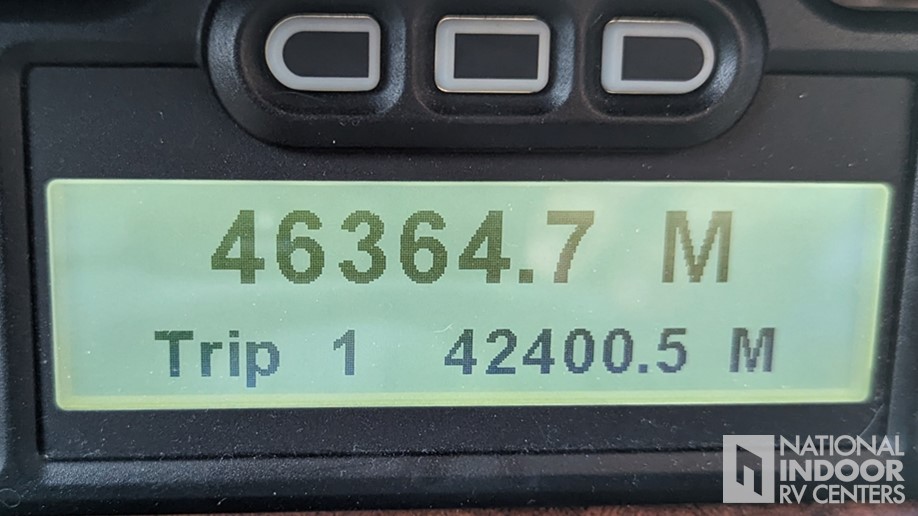 46364.7 M
Trip 1 42400.5 M
NATIONAL
INDOOR
RV CENTERS